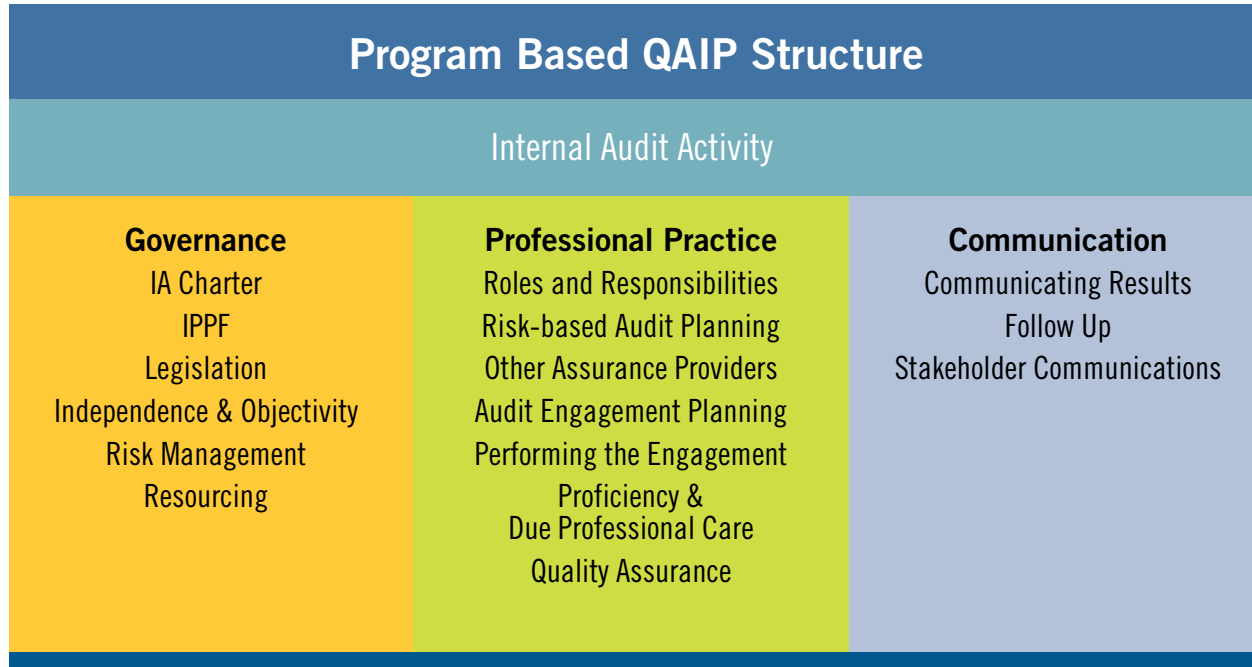 Program Based QAIP Structure
Internal Audit Activity
Governance
IA Charter
IPPF
Legislation
Independence & Objectivity
Risk Management
Resourcing
Professional Practice
Roles and Responsibilities
Risk-based Audit Planning
Other Assurance Providers
Audit Engagement Planning
Performing the Engagement
Proficiency &
Due Professional Care
Quality Assurance
Communication
Communicating Results
Follow Up
Stakeholder Communications